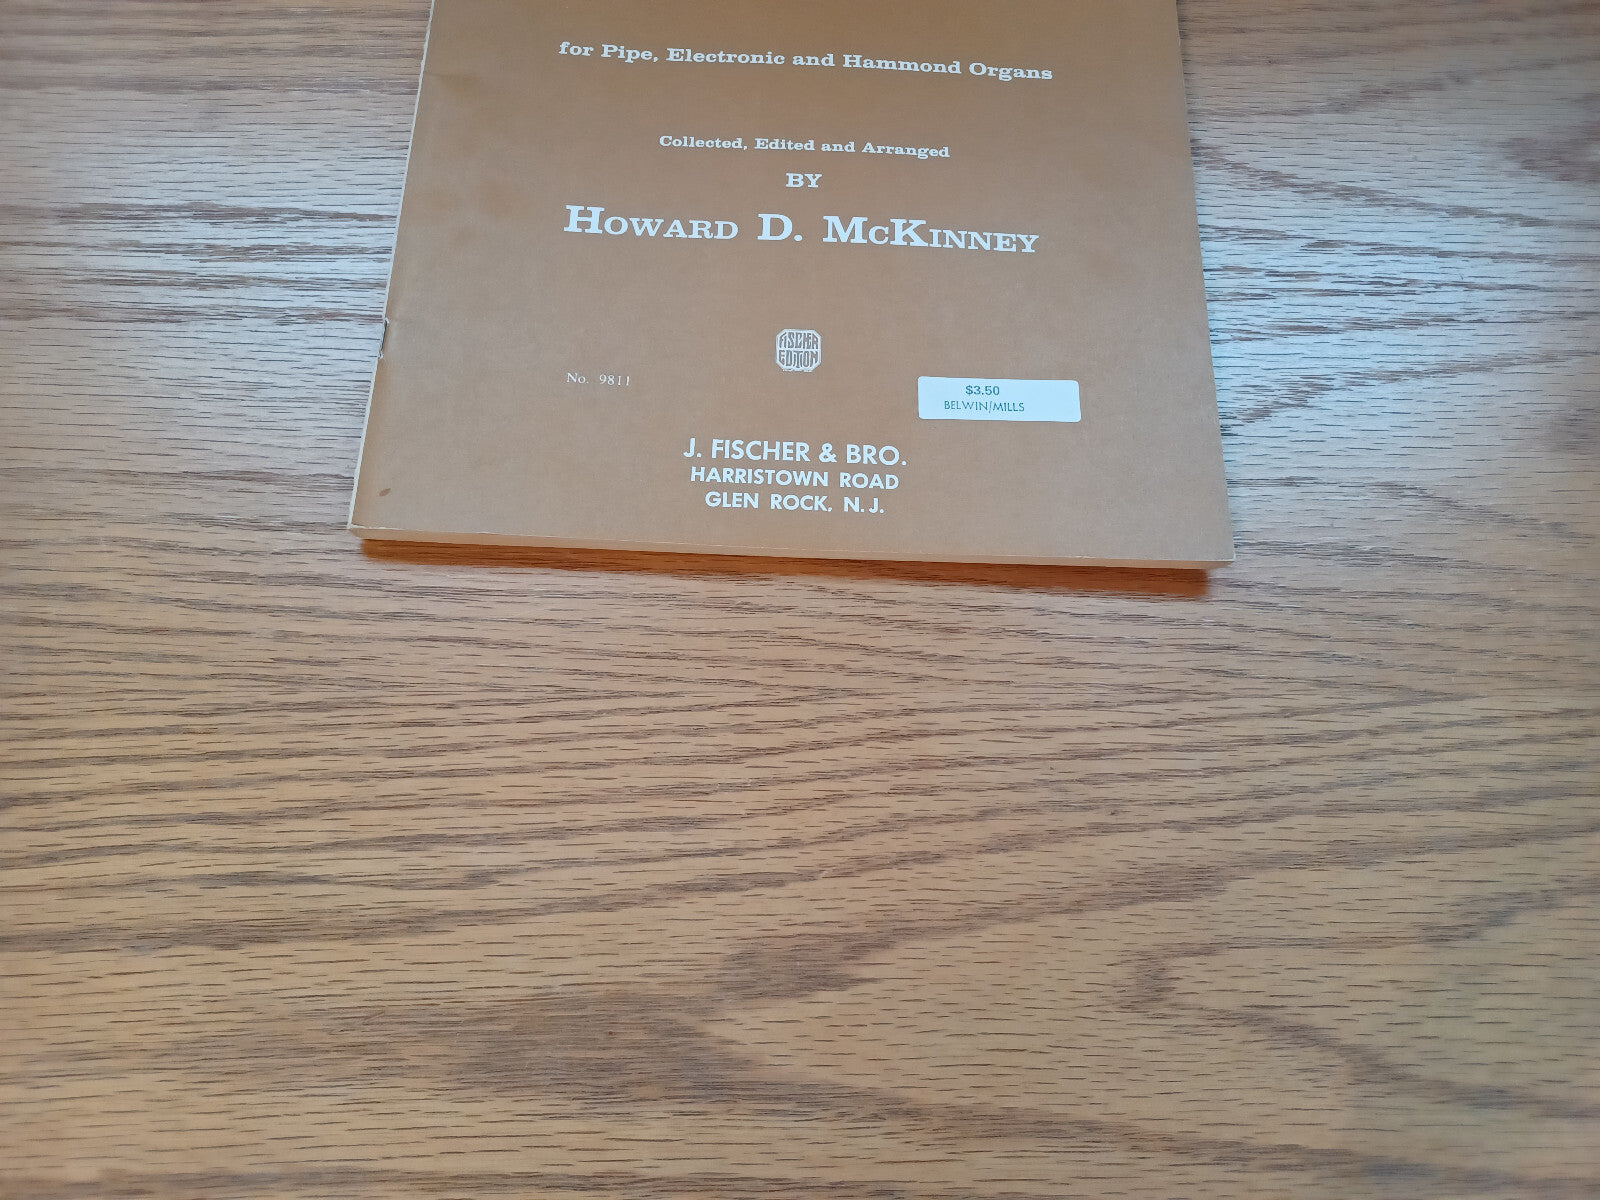 for Pipe, Electronic and Hammond Organs
Collected, Edited and Arranged
BY
HOWARD D. MCKINNEY
FISCHER
EDITION
No. 9811
$3.50
BELWIN/MILLS
J. FISCHER & BRO.
HARRISTOWN ROAD
GLEN ROCK, N. J.